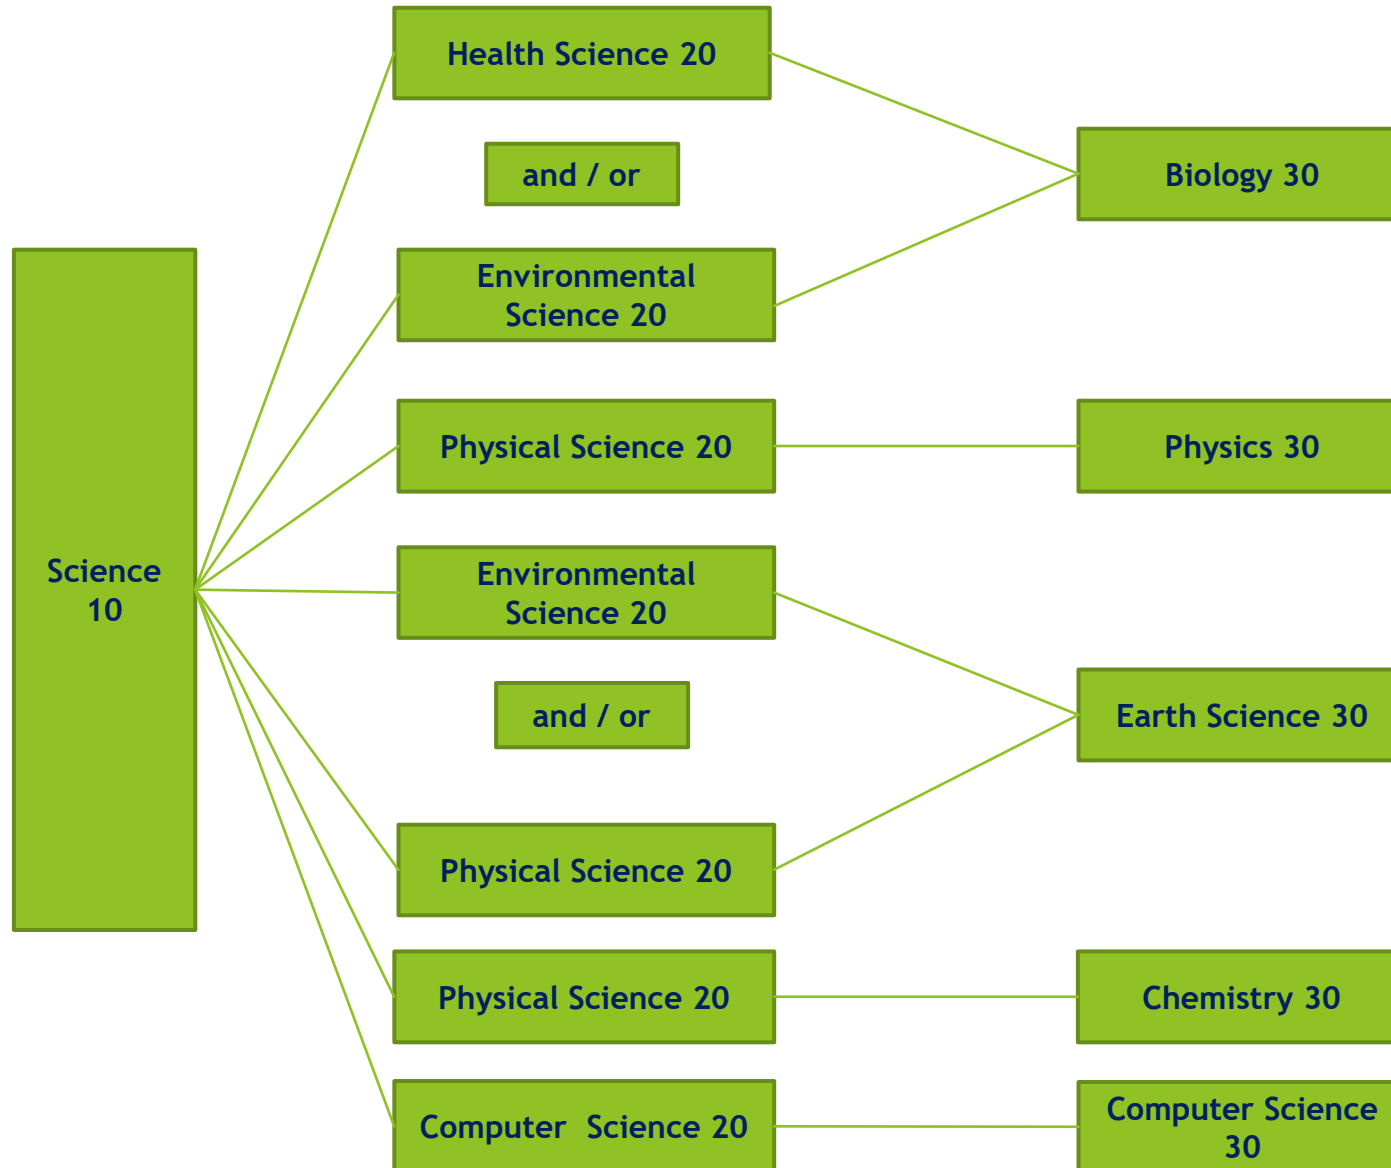 Science
10
Health Science 20
and / or
Environmental
Science 20
Physical Science 20
Environmental
Science 20
and / or
Physical Science 20
Physical Science 20
Computer  Science 20
Biology 30
Physics 30
Earth Science 30
Chemistry 30
Computer Science
30